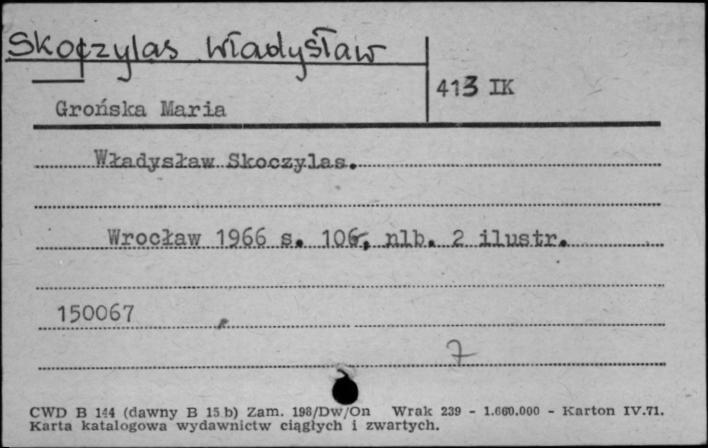 Skoczylas Władysław
413 IK
Grońska Maria
Władysław Skoczylas.
Wrocław 1966 s. 106, nlb. 2 ilustr.
150067
7
CWD B 144 (dawny B 15 b) Zam. 198/Dw/On Wrak 239 - 1.660.000 - Karton IV.71.
Karta katalogowa wydawnictw ciągłych i zwartych.